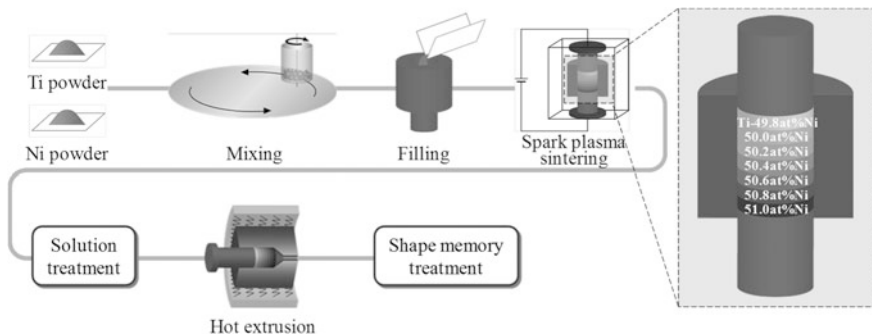 Ti powder
Ni powder
Mixing
Filling
Spark plasma
sintering
Ti-49.8at%Ni
50.0at%Ni
50.2at%Ni
50.4at%Ni
50.6at%Ni
50.8at%Ni
51.0at%Ni
Solution
treatment
Hot extrusion
Shape memory
treatment